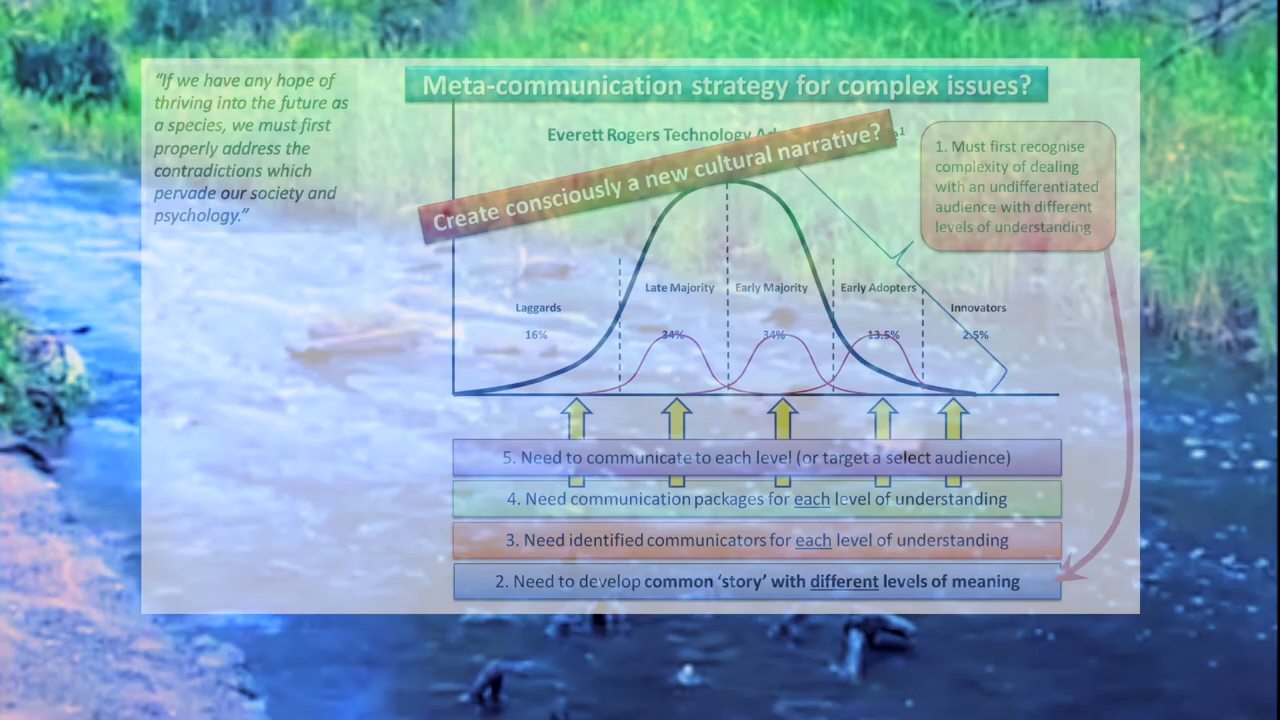 “If we have any hope of
thriving into the future as
a species, we must first
properly address the
contradictions which
pervade our society and
psychology.”
Meta-communication strategy for complex issues?
Everett Rogers Technology
Create consciously a new cultural narrative?
1. Must first recognise
complexity of dealing
with an undifferentiated
audience with different
levels of understanding
Laggards
16%
Late Majority
34%
Early Majority
34%
Early Adopters
13.5%
Innovators
2.5%
5. Need to communicate to each level (or target a select audience)
4. Need communication packages for each level of understanding
3. Need identified communicators for each level of understanding
2. Need to develop common ‘story’ with different levels of meaning